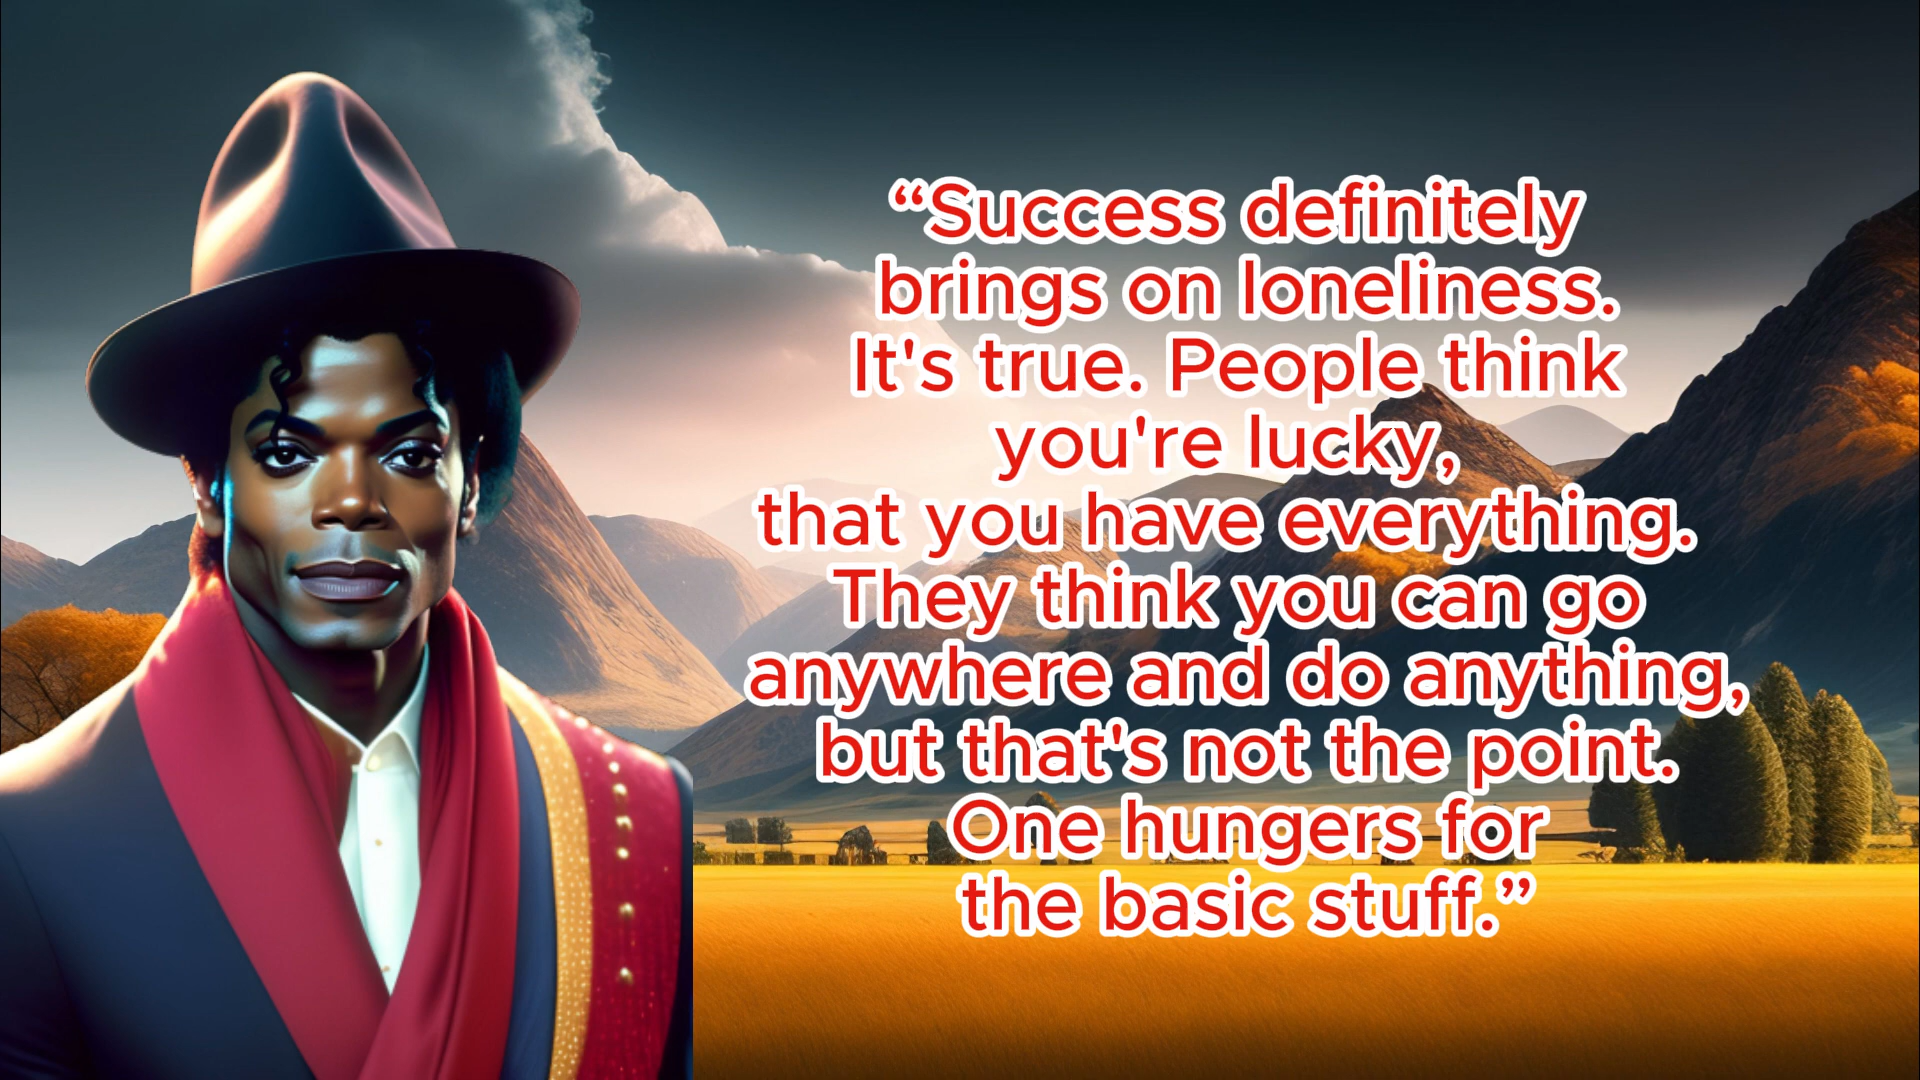 “Success definitely
brings on loneliness.
It's true. People think
you're lucky,
that you have everything.
They think you can go
anywhere and do anything,
but that's not the point.
One hungers for
the basic stuff.”